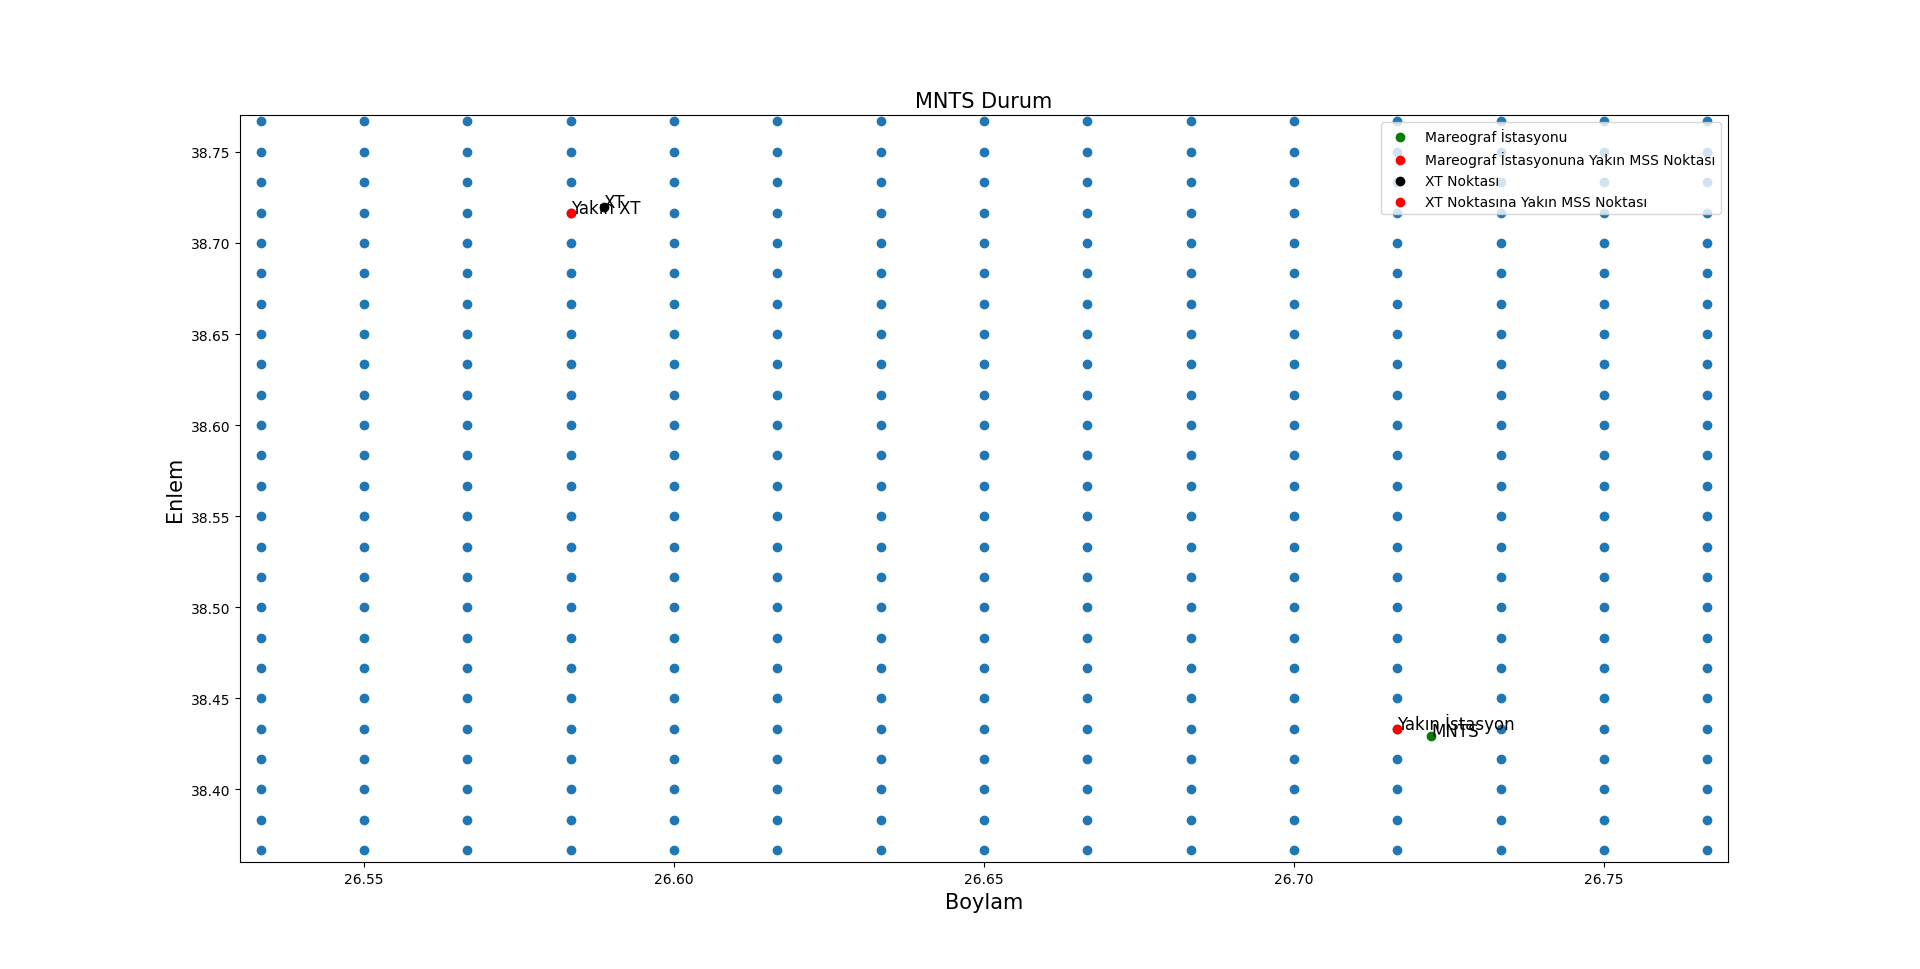 MNTS Durum
Mareograf İstasyonu
Mareograf İstasyonuna Yakın MSS Noktası
XT Noktası
XT Noktasına Yakın MSS Noktası
38.75
XT
Yakın XT
38.70
38.65
38.60
38.55
Enlem
38.50
38.45
Yakın İstasyon
MNTS
38.40
26.55
26.60
26.65
26.70
26.75
Boylam